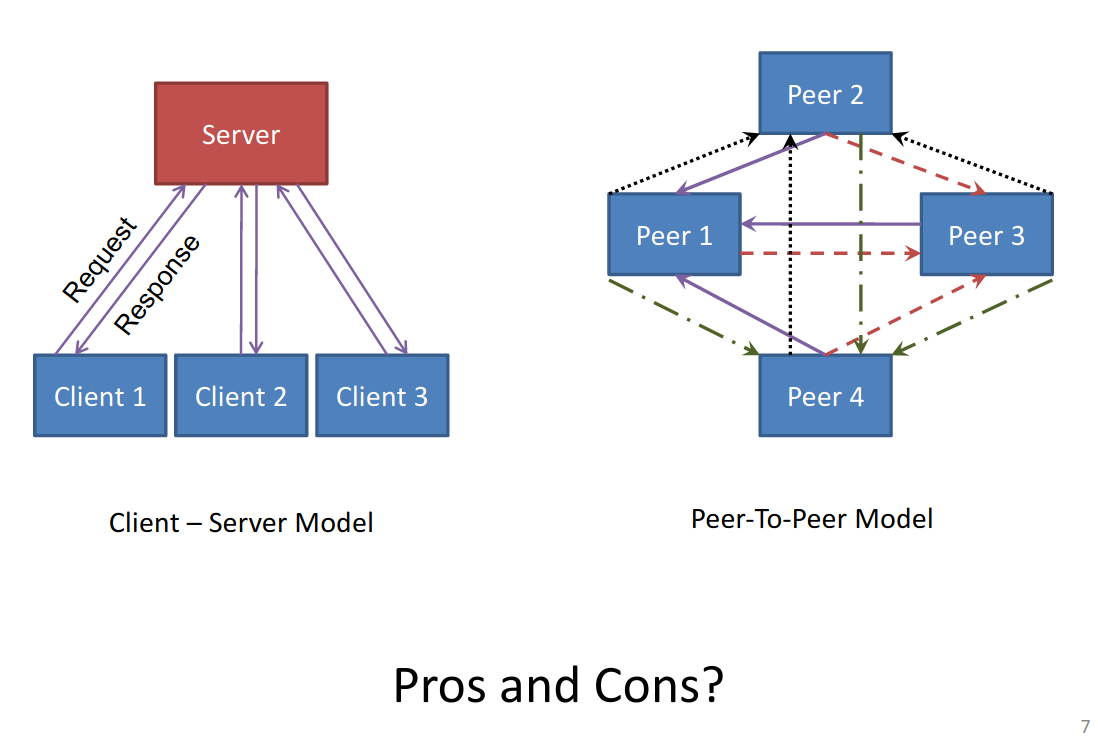 Server
Request
Response
Client 1
Client 2
Client 3
Client – Server Model
Peer 2
Peer 1
Peer 3
Peer 4
Peer-To-Peer Model
Pros and Cons?
7